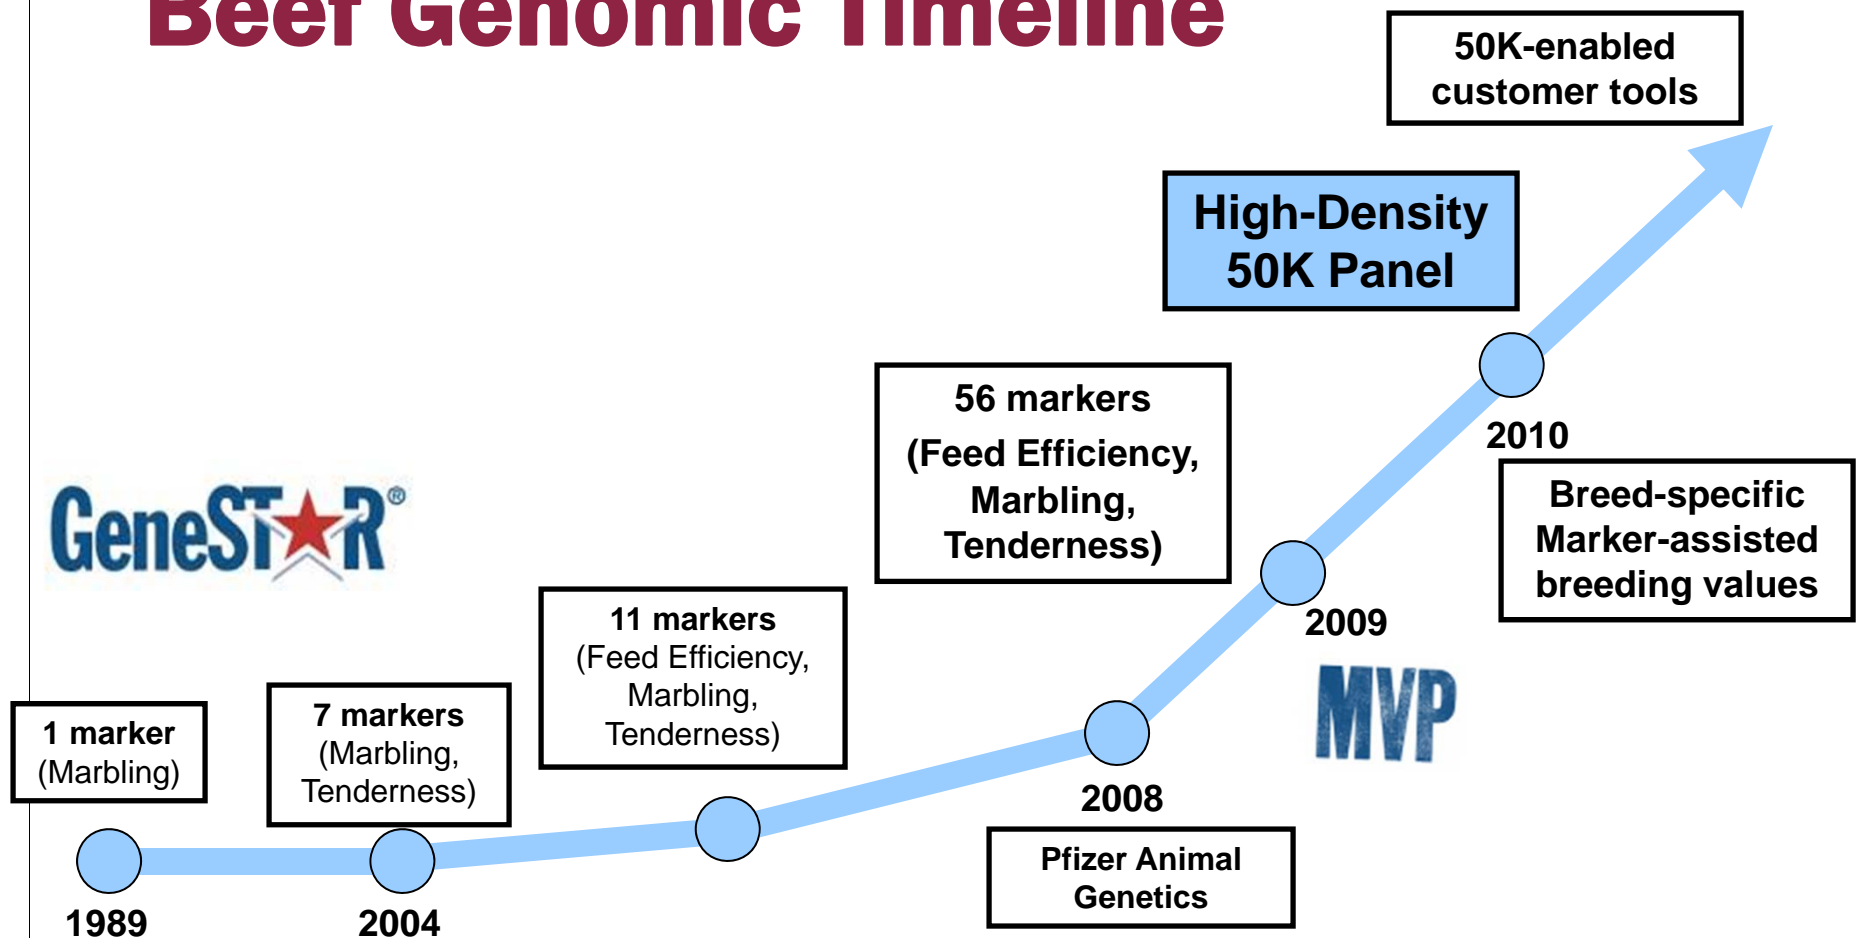 Beef Genomic Timeline
50K-enabled
customer tools
High-Density
50K Panel
56 markers
(Feed Efficiency,
Marbling,
Tenderness)
2010
Breed-specific
Marker-assisted
breeding values
GeneSTAR®
11 markers
(Feed Efficiency,
Marbling,
Tenderness)
2009
MVP
1 marker
(Marbling)
7 markers
(Marbling,
Tenderness)
2008
Pfizer Animal
Genetics
1989
2004